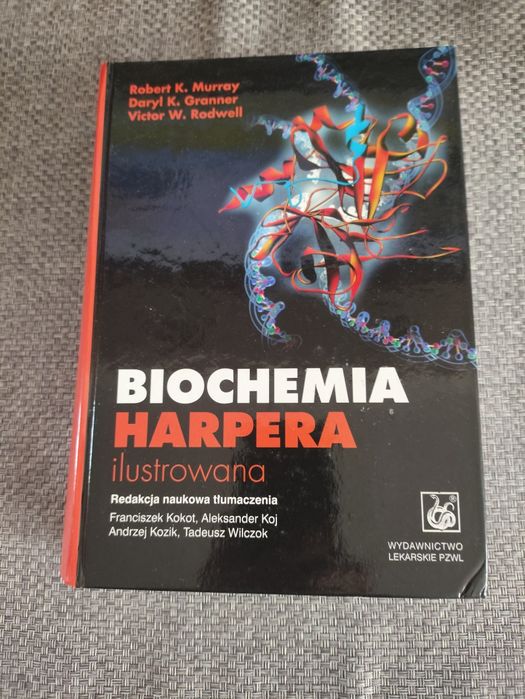 Robert K. Murray
Daryl K. Granner
Victor W. Rodwell
BIOCHEMIA
HARPERA
ilustrowana
Redakcja naukowa tłumaczenia
Franciszek Kokot, Aleksander Koj
Andrzej Kozik, Tadeusz Wilczok
®
WYDAWNICTWO
LEKARSKIE PZWL